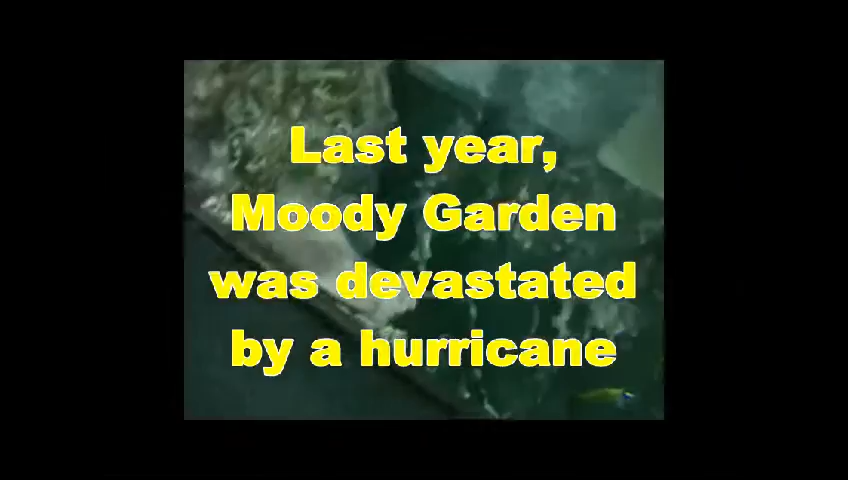 Last year,
Moody Garden
was devastated
by a hurricane